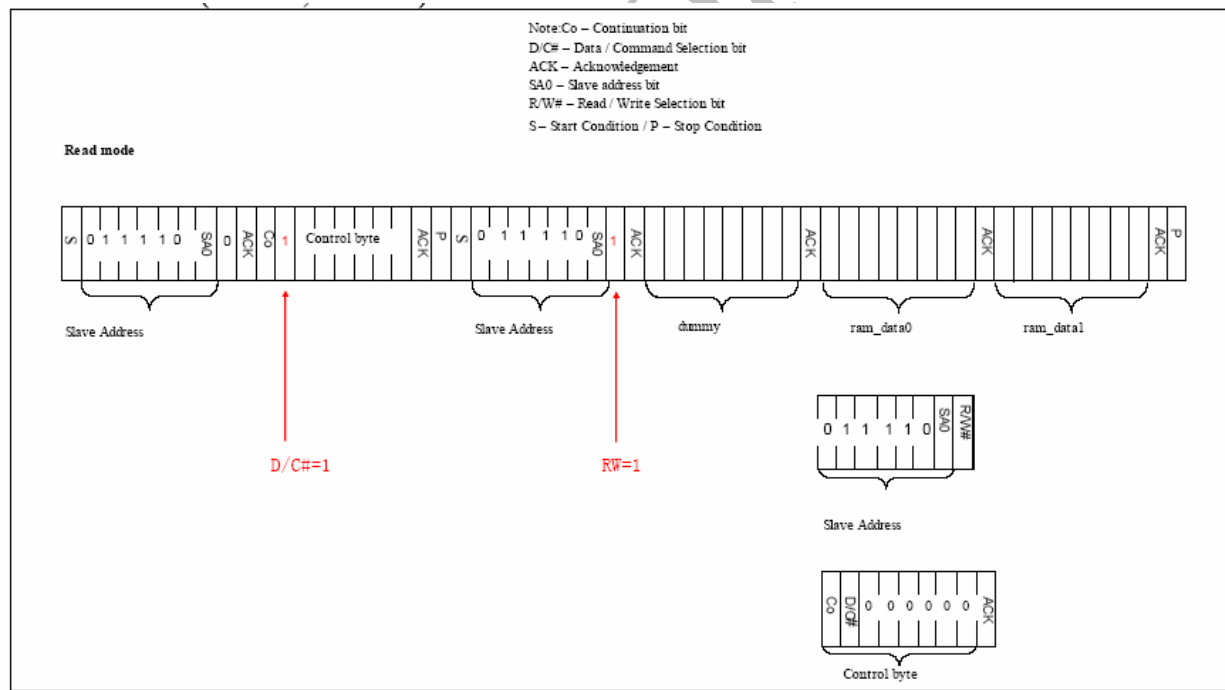 Note:Co – Continuation bit
D/C# – Data / Command Selection bit
ACK – Acknowledgement
SA0 – Slave address bit
R/W# – Read / Write Selection bit
S – Start Condition / P – Stop Condition
Read mode
S 0 1 1 1 1 0 SA0 0 ACK Co 1 Control byte ACK P S 0 1 1 1 1 0 SA0 1 ACK ACK ACK ACK P
Slave Address Slave Address dummy ram_data0 ram_data1
D/C#=1 RW=1
0 1 1 1 1 0 SA0 R/W#
Slave Address
Co D/C# 0 0 0 0 0 0 ACK
Control byte